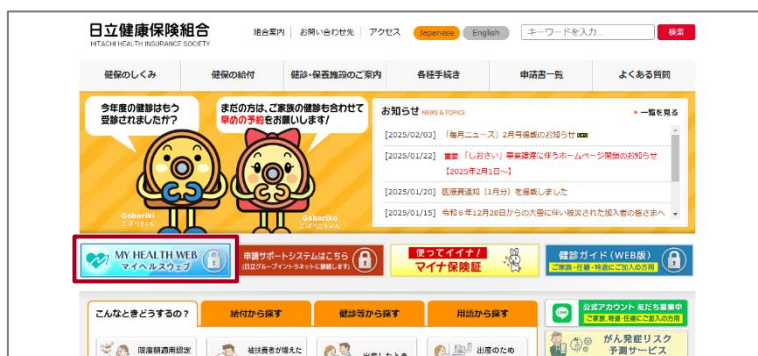 日立健康保険組合
HITACHI HEALTH INSURANCE SOCIETY
組合案内 お問い合わせ先 アクセス Japanese English キーワードを入力... 検索
健保のしくみ 健保の給付 健診・保養施設のご案内 各種手続き 申請書一覧 よくある質問
今年度の健診はもう
受診されましたか?
まだの方は、ご家族の健診も合わせて
早めの予約をお願いします!
Gobariki
ごばりきくん
Gobariko
ごばりこちゃん
お知らせ NEWS & TOPICS 一覧を見る
[2025/02/03] 「毎月ニュース」2月号掲載のお知らせ
[2025/01/22] 重要 「しおさい」事業譲渡に伴うホームページ閉鎖のお知らせ
【2025年2月1日~】
[2025/01/20] 医療費通知(1月分)を掲載しました
[2025/01/15] 令和6年12月28日からの大雪に伴い被災された加入者の皆さまへ
MY HEALTH WEB
マイヘルスウェブ
申請サポートシステムはこちら
(日立グループイントラネットに接続します)
使ってイイナ!
マイナ保険証
健診ガイド(WEB版)
ご家族・任継・特退にご加入の方用
こんなときどうするの? 給付から探す 健診等から探す 用語から探す
公式アカウント 友だち募集中
ご家族、特退・任継にご加入の方用
がん発症リスク
予測サービス
限度額適用認定
被扶養者が増えた
出産したとき
出産のため